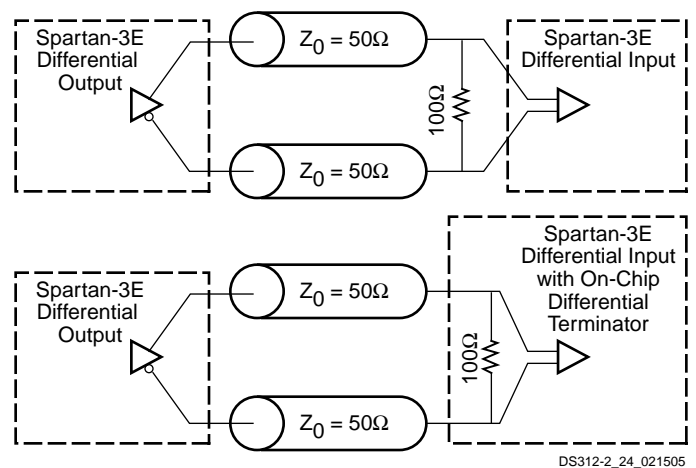 Spartan-3E
Differential
Output
Z0 = 50Ω
Spartan-3E
Differential Input
100Ω
Z0 = 50Ω
Spartan-3E
Differential
Output
Z0 = 50Ω
Spartan-3E
Differential Input
with On-Chip
Differential
Terminator
100Ω
Z0 = 50Ω
DS312-2_24_021505